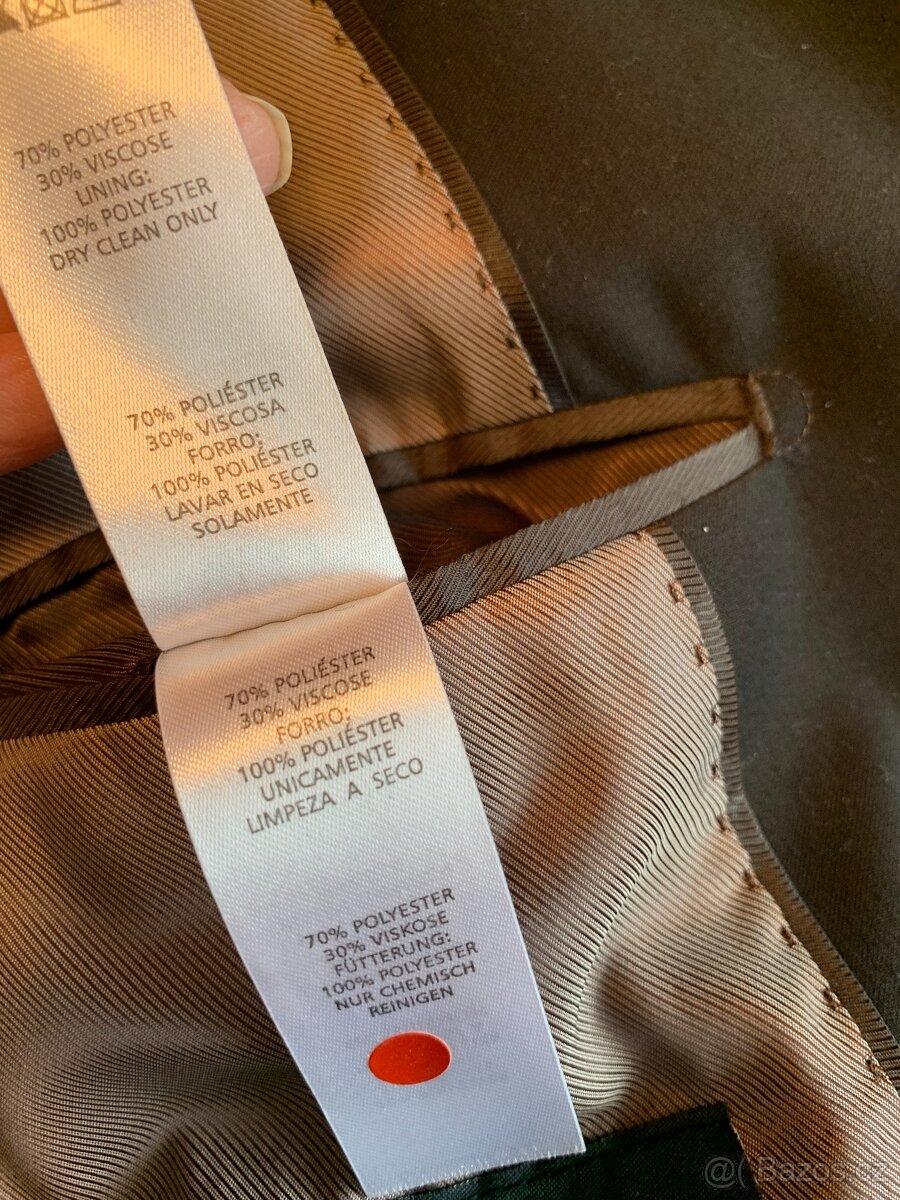 70% POLYESTER
30% VISCOSE
LINING:
100% POLYESTER
DRY CLEAN ONLY
70% POLIÉSTER
30% VISCOSA
FORRO:
100% POLIÉSTER
LAVAR EN SECO
SOLAMENTE
70% POLIÉSTER
30% VISCOSE
FORRO:
100% POLIÉSTER
UNICAMENTE
LIMPEZA A SECO
70% POLYESTER
30% VISKOSE
FÜTTERUNG:
100% POLYESTER
NUR CHEMISCH
REINIGEN
@ Bazos.cz